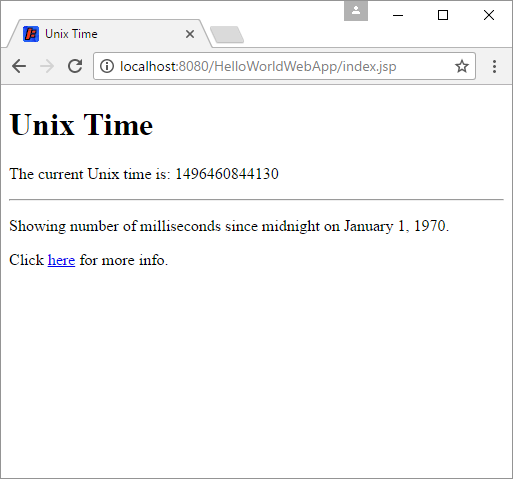 Unix Time
localhost:8080/HelloWorldWebApp/index.jsp
Unix Time
The current Unix time is: 1496460844130
Showing number of milliseconds since midnight on January 1, 1970.
Click here for more info.